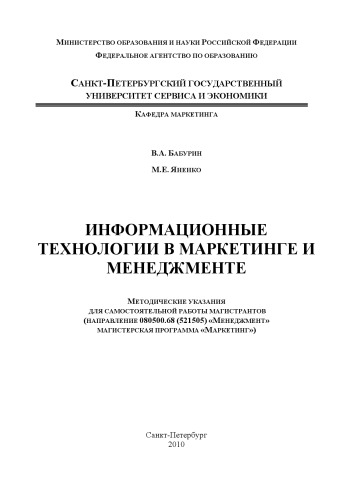 Министерство образования и науки Российской Федерации
Федеральное агентство по образованию
Санкт-Петербургский государственный
университет сервиса и экономики
Кафедра маркетинга
В.А. Бабурин
М.Е. Яненко
ИНФОРМАЦИОННЫЕ
ТЕХНОЛОГИИ В МАРКЕТИНГЕ И
МЕНЕДЖМЕНТЕ
Методические указания
для самостоятельной работы магистрантов
(направление 080500.68 (521505) «Менеджмент»
магистерская программа «Маркетинг»)
Санкт-Петербург
2010